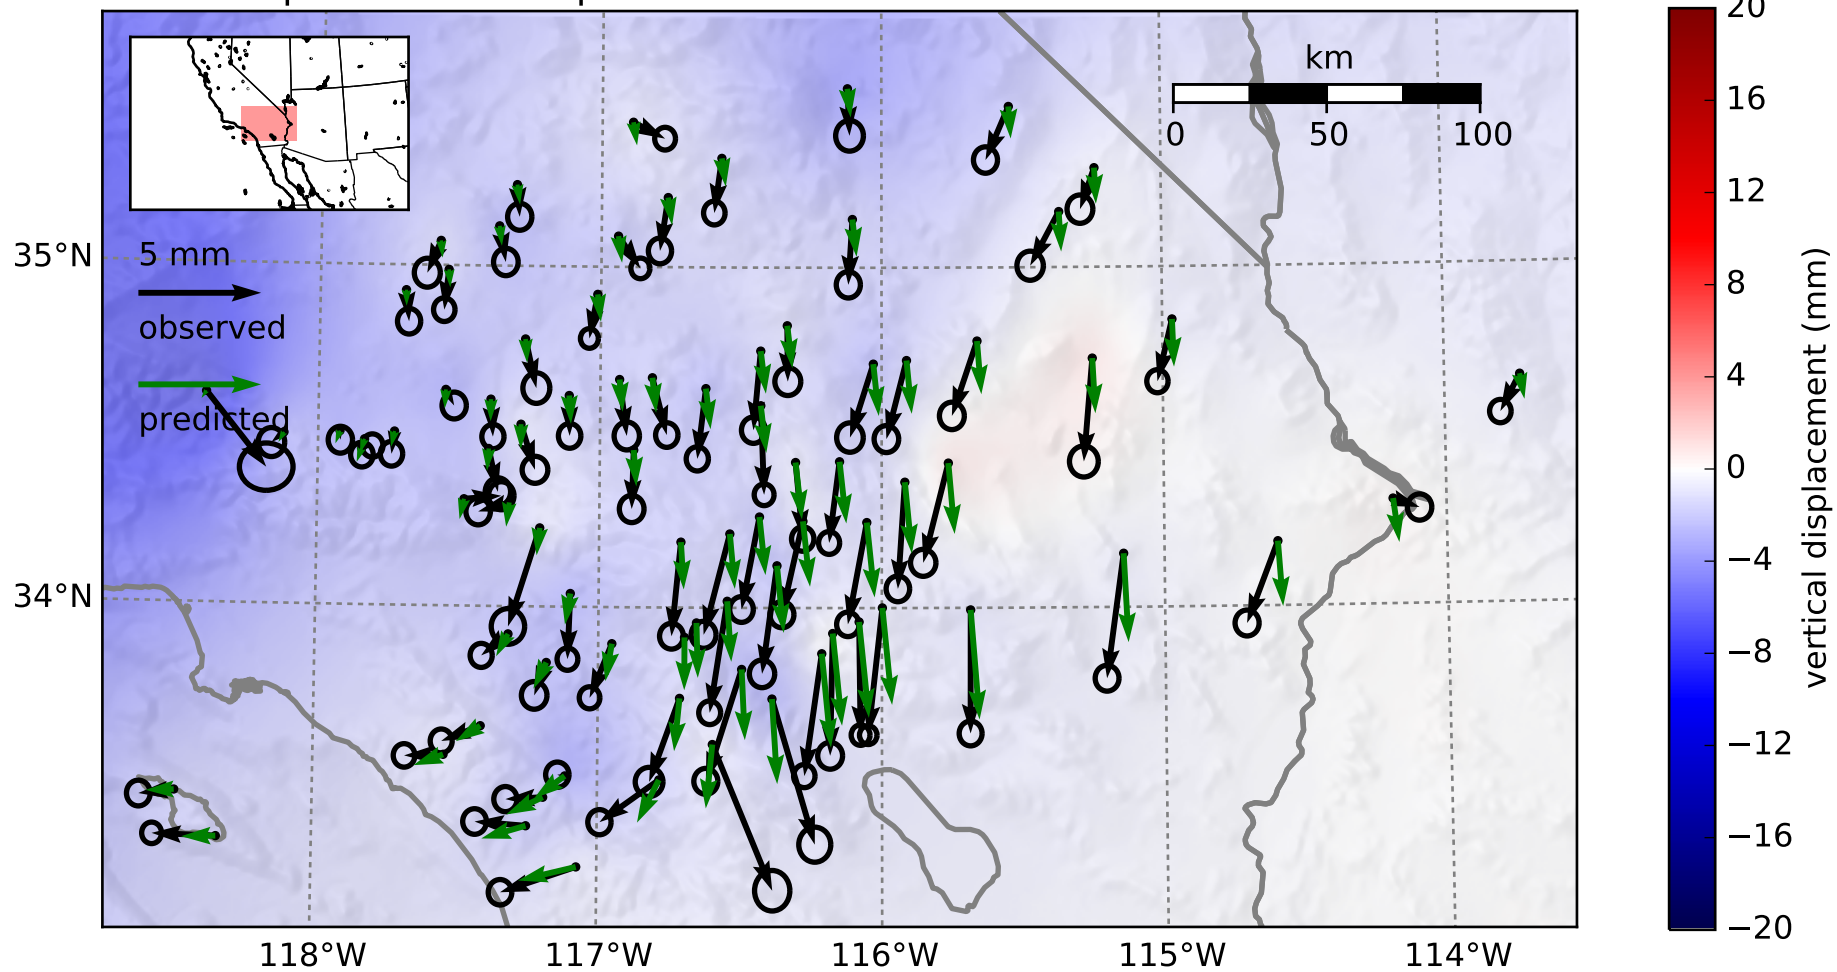 km
0 50 100
5 mm
observed
predicted
35°N
34°N
118°W 117°W 116°W 115°W 114°W
20
16
12
8
4
0
−4
−8
−12
−16
−20
vertical displacement (mm)